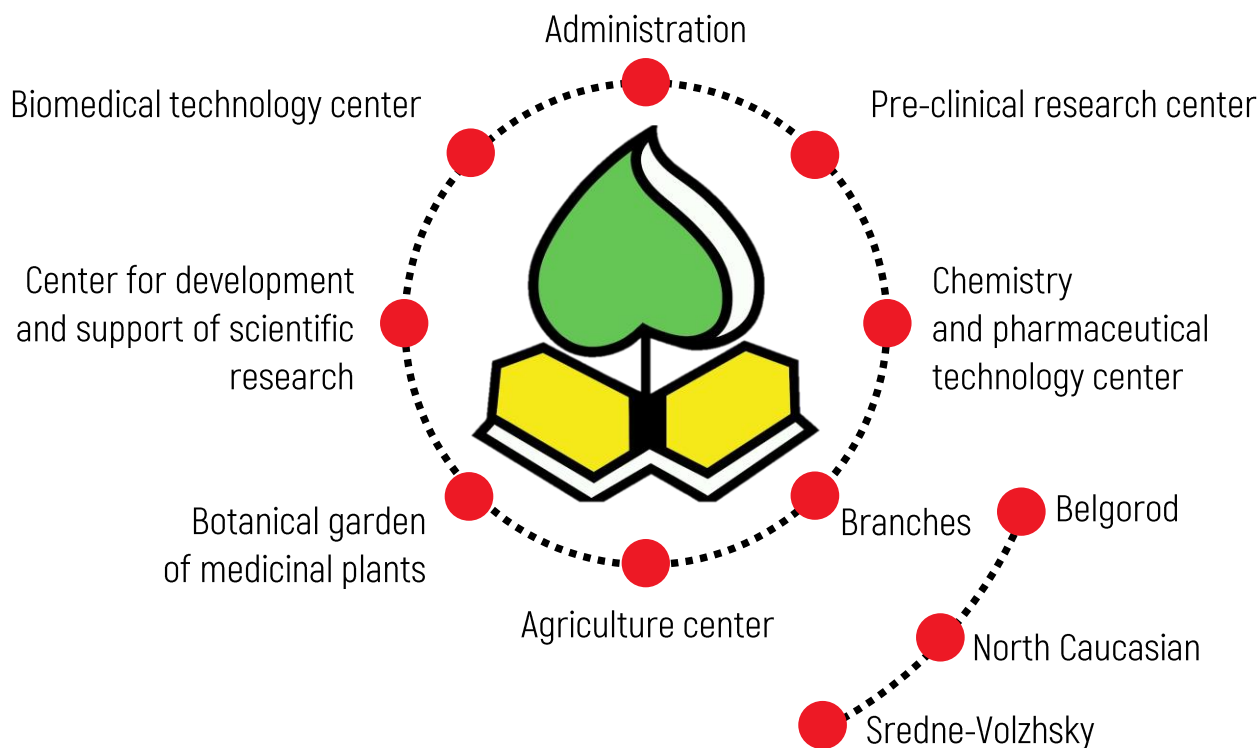 Administration
Biomedical technology center
Pre-clinical research center
Center for development
and support of scientific
research
Chemistry
and pharmaceutical
technology center
Botanical garden
of medicinal plants
Branches
Belgorod
Agriculture center
North Caucasian
Sredne-Volzhsky